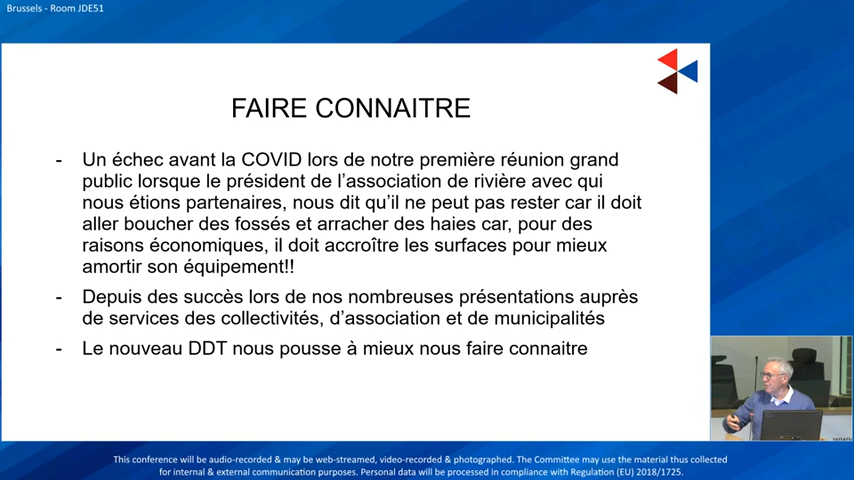 Brussels - Room JDE51
FAIRE CONNAITRE
- Un échec avant la COVID lors de notre première réunion grand
public lorsque le président de l’association de rivière avec qui
nous étions partenaires, nous dit qu’il ne peut pas rester car il doit
aller boucher des fossés et arracher des haies car, pour des
raisons économiques, il doit accroître les surfaces pour mieux
amortir son équipement!!
- Depuis des succès lors de nos nombreuses présentations auprès
de services des collectivités, d’association et de municipalités
- Le nouveau DDT nous pousse à mieux nous faire connaitre
This conference will be audio-recorded & may be web-streamed, video-recorded & photographed. The Committee may use the material thus collected
for internal & external communication purposes. Personal data will be processed in compliance with Regulation (EU) 2018/1725.